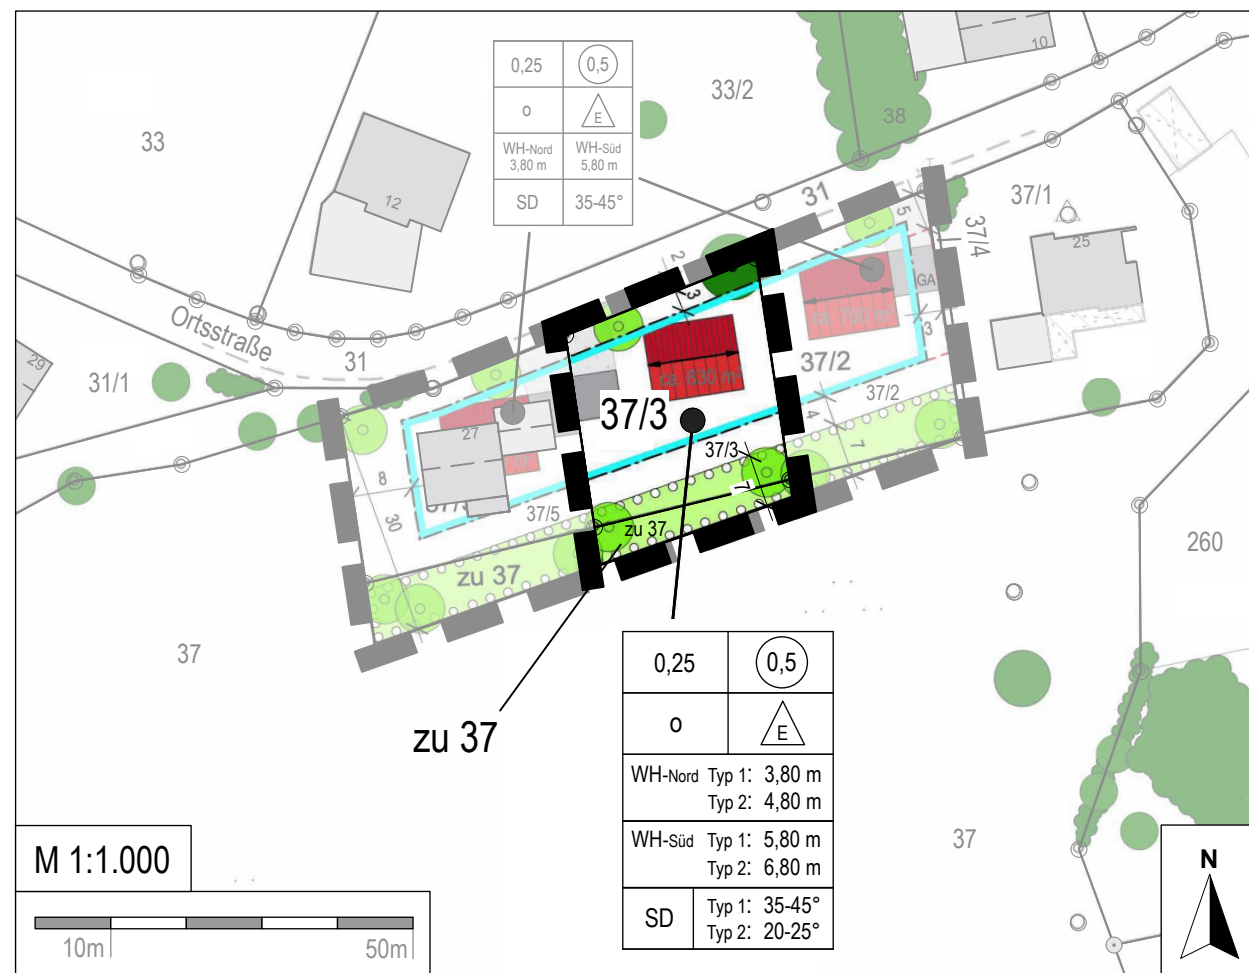 0,25 0,5
o E
WH-Nord WH-Süd
3,80 m 5,80 m
SD 35-45°
33
33/2
10
38
12
31
37/1
37/4
25
5
2
3
GA
3
Ortsstraße
31
29
31/1
37/2
37/2
ca. 830 m²
37/3
27
4
7
37/3
7
8
30
37/5
zu 37
zu 37
260
37
zu 37
0,25 0,5
o E
WH-Nord Typ 1: 3,80 m
Typ 2: 4,80 m
WH-Süd Typ 1: 5,80 m
Typ 2: 6,80 m
SD Typ 1: 35-45°
Typ 2: 20-25°
37
M 1:1.000
10m 50m
N